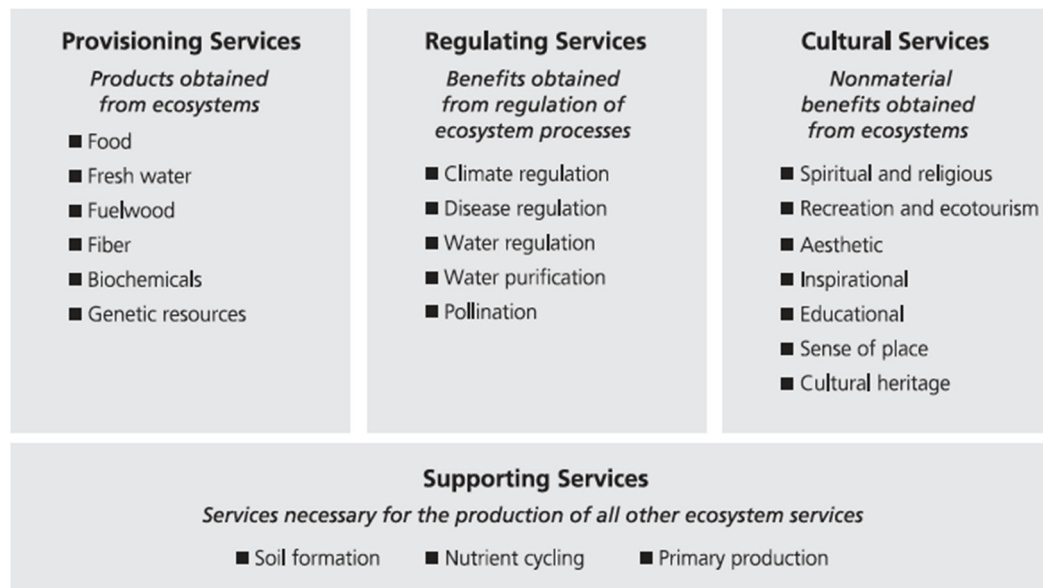 Provisioning Services
Products obtained
from ecosystems
■ Food
■ Fresh water
■ Fuelwood
■ Fiber
■ Biochemicals
■ Genetic resources
Regulating Services
Benefits obtained
from regulation of
ecosystem processes
■ Climate regulation
■ Disease regulation
■ Water regulation
■ Water purification
■ Pollination
Cultural Services
Nonmaterial
benefits obtained
from ecosystems
■ Spiritual and religious
■ Recreation and ecotourism
■ Aesthetic
■ Inspirational
■ Educational
■ Sense of place
■ Cultural heritage
Supporting Services
Services necessary for the production of all other ecosystem services
■ Soil formation ■ Nutrient cycling ■ Primary production